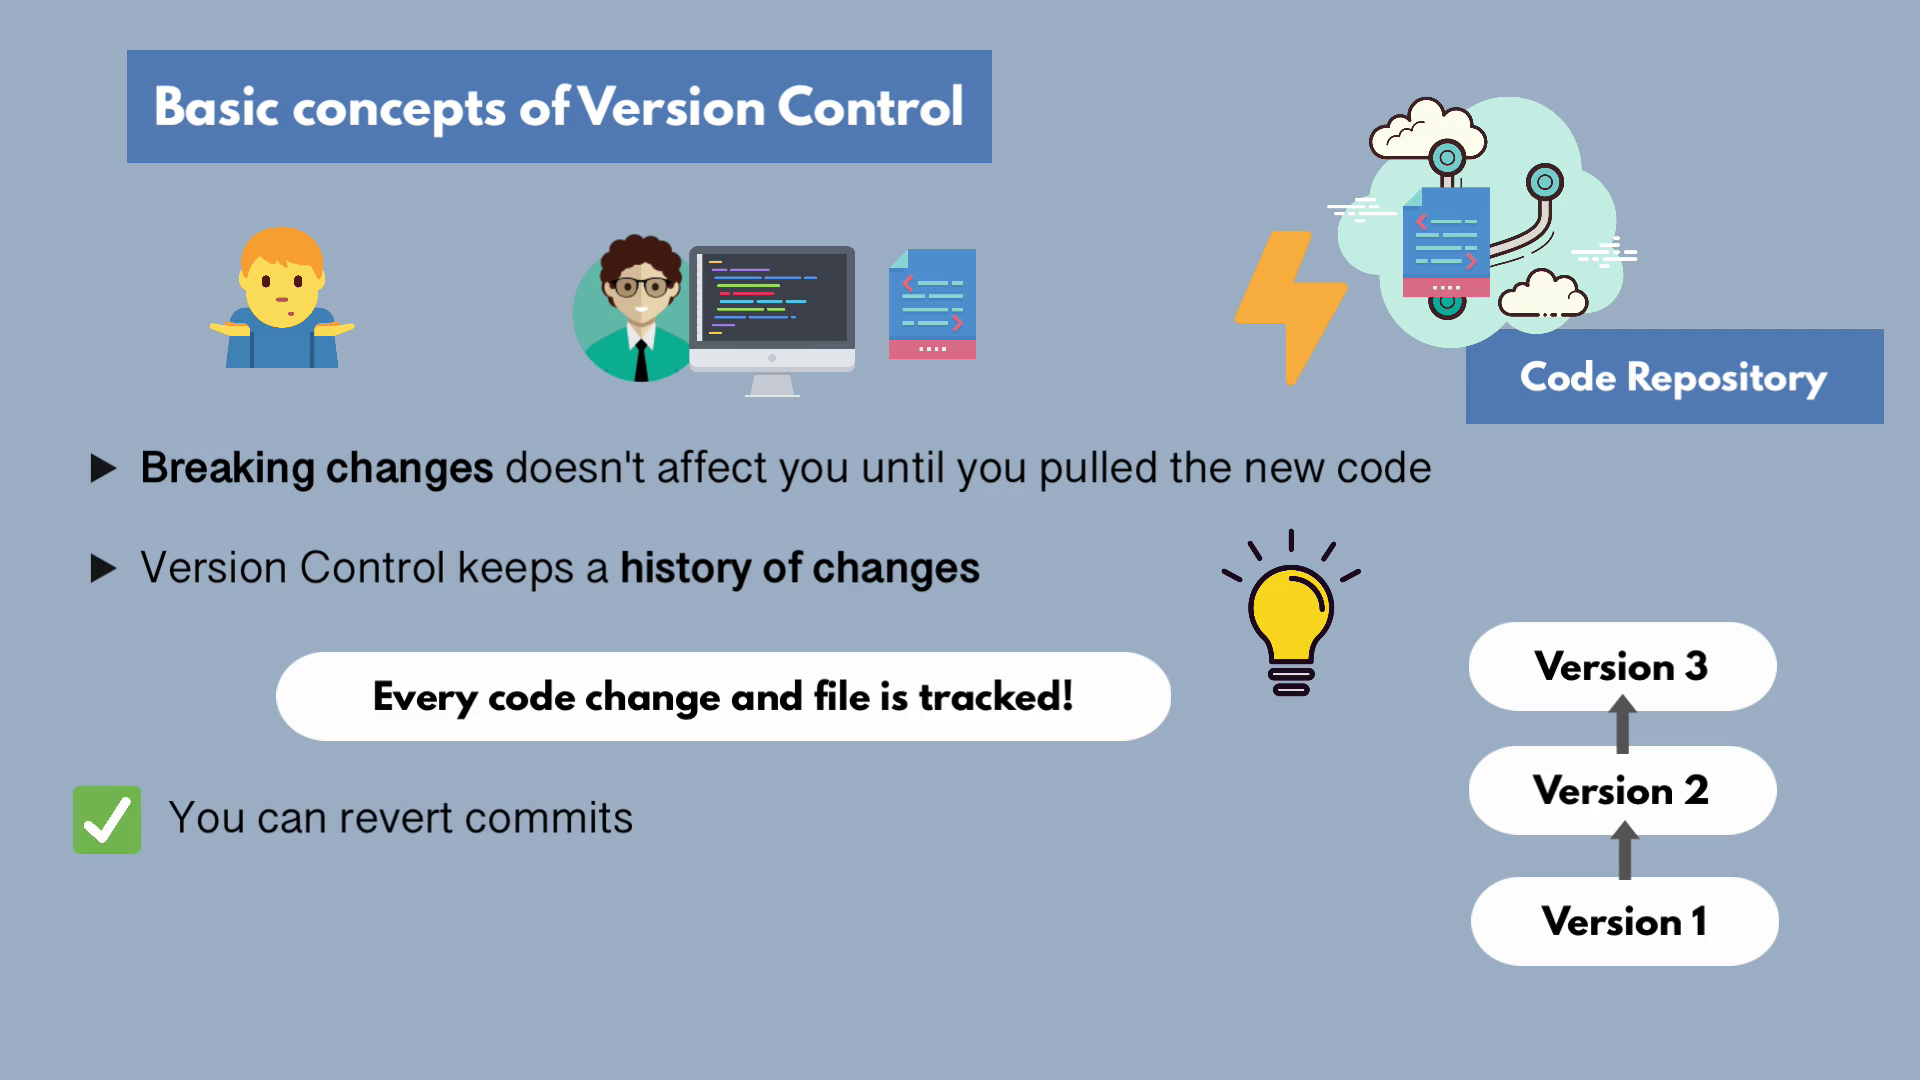 Basic concepts of Version Control
Code Repository
Breaking changes doesn't affect you until you pulled the new code
Version Control keeps a history of changes
Every code change and file is tracked!
You can revert commits
Version 3
Version 2
Version 1